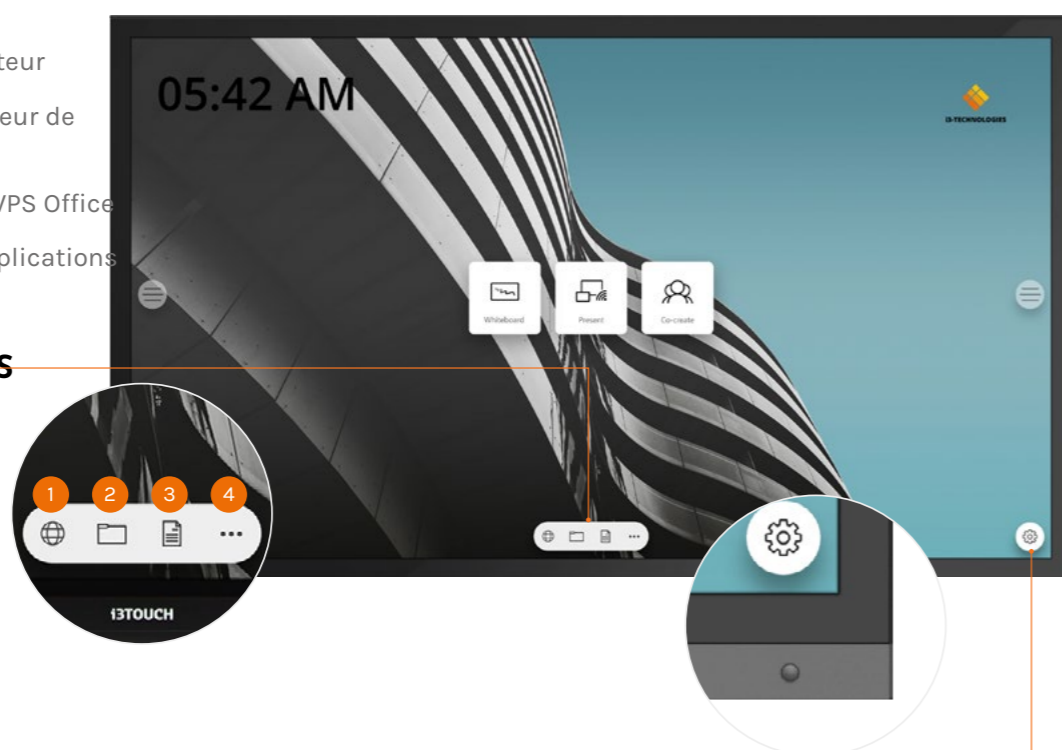 teur
eur de
VPS Office
plications
s
05:42 AM
i3-TECHNOLOGIES
Whiteboard
Present
Co-create
1
2
3
4
i3TOUCH